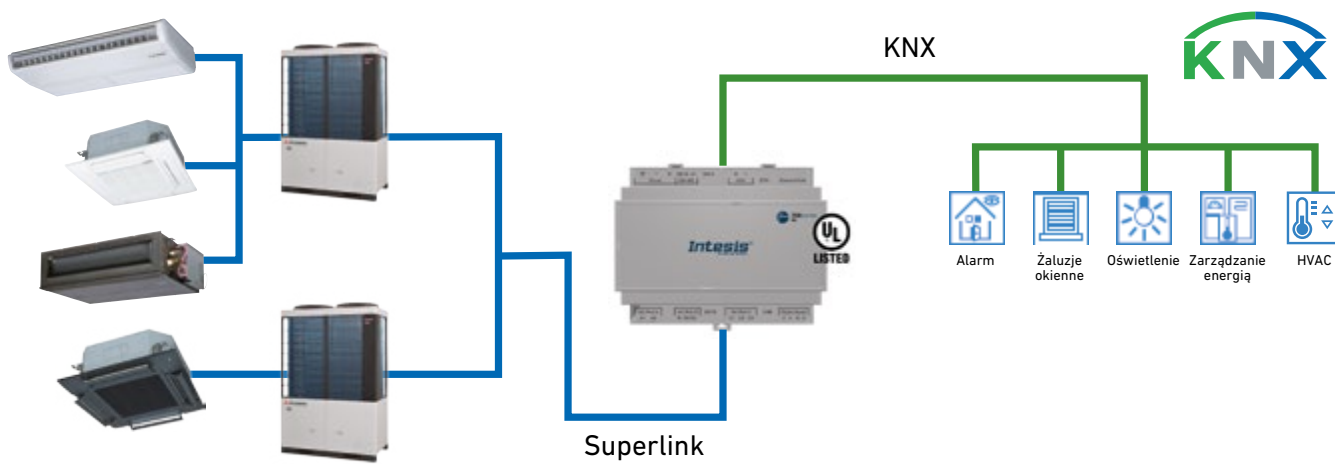 KNX
KNX
Intesis
UL
LISTED
Alarm
Żaluzje
okienne
Oświetlenie
Zarządzanie
energią
HVAC
Superlink